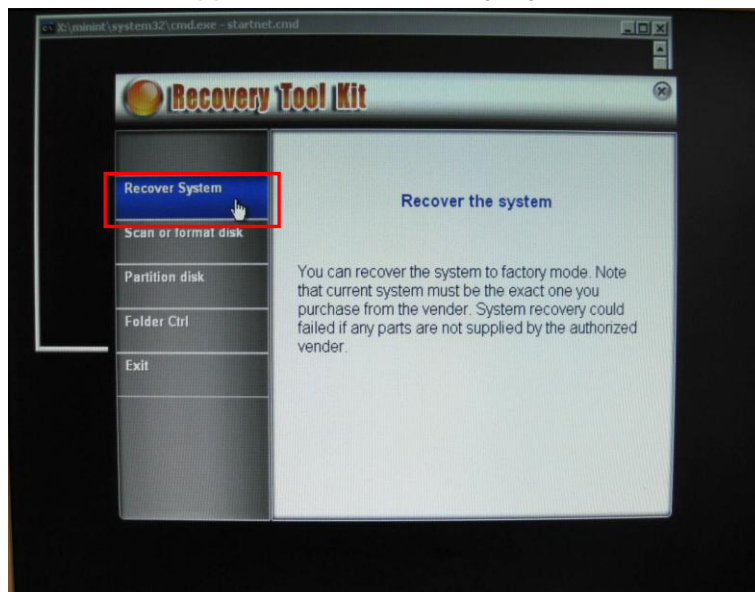 X:\minint\system32\cmd.exe - startnet.cmd
Recovery Tool Kit
Recover System
Scan or format disk
Partition disk
Folder Ctrl
Exit
Recover the system
You can recover the system to factory mode. Note
that current system must be the exact one you
purchase from the vender. System recovery could
failed if any parts are not supplied by the authorized
vender.